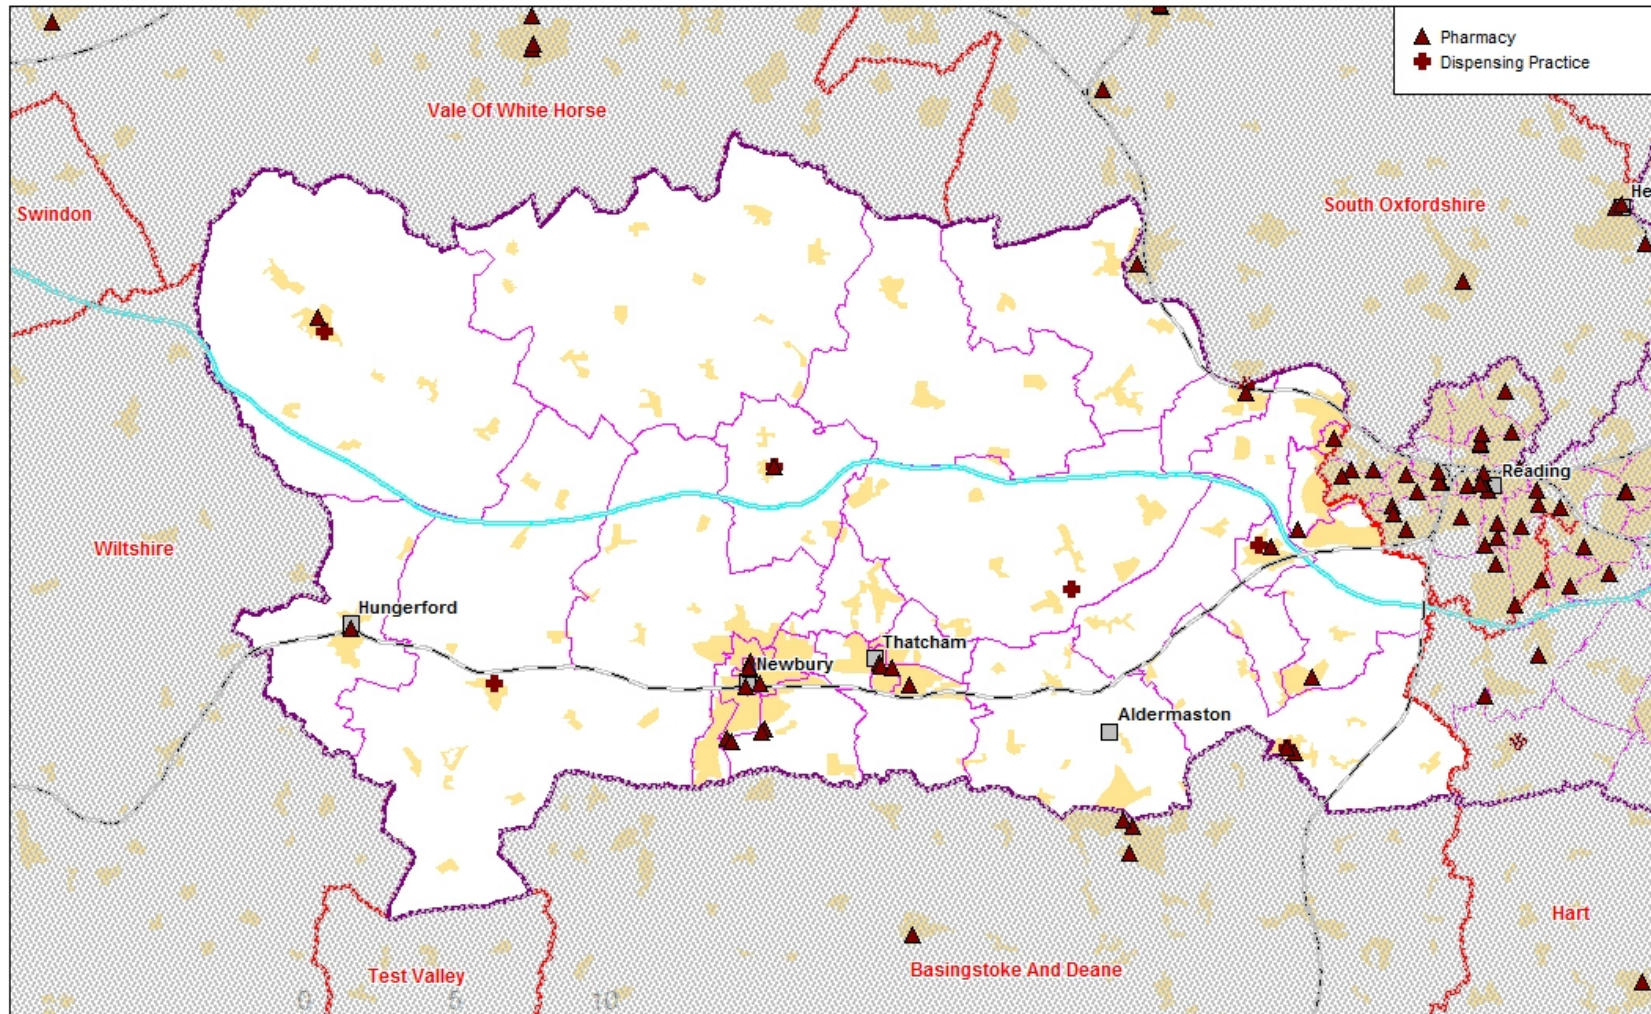 Pharmacy
Dispensing Practice
Vale Of White Horse
He
South Oxfordshire
Swindon
Reading
Wiltshire
Hungerford
Thatcham
Newbury
Aldermaston
Hart
Basingstoke And Deane
Test Valley
0 5 10